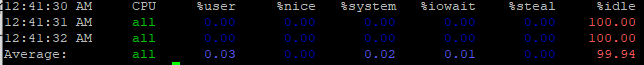 12:41:30 AM CPU %user %nice %system %iowait %steal %idle
12:41:31 AM all 0.00 0.00 0.00 0.00 0.00 100.00
12:41:32 AM all 0.00 0.00 0.00 0.00 0.00 100.00
Average: all 0.03 0.00 0.02 0.01 0.00 99.94